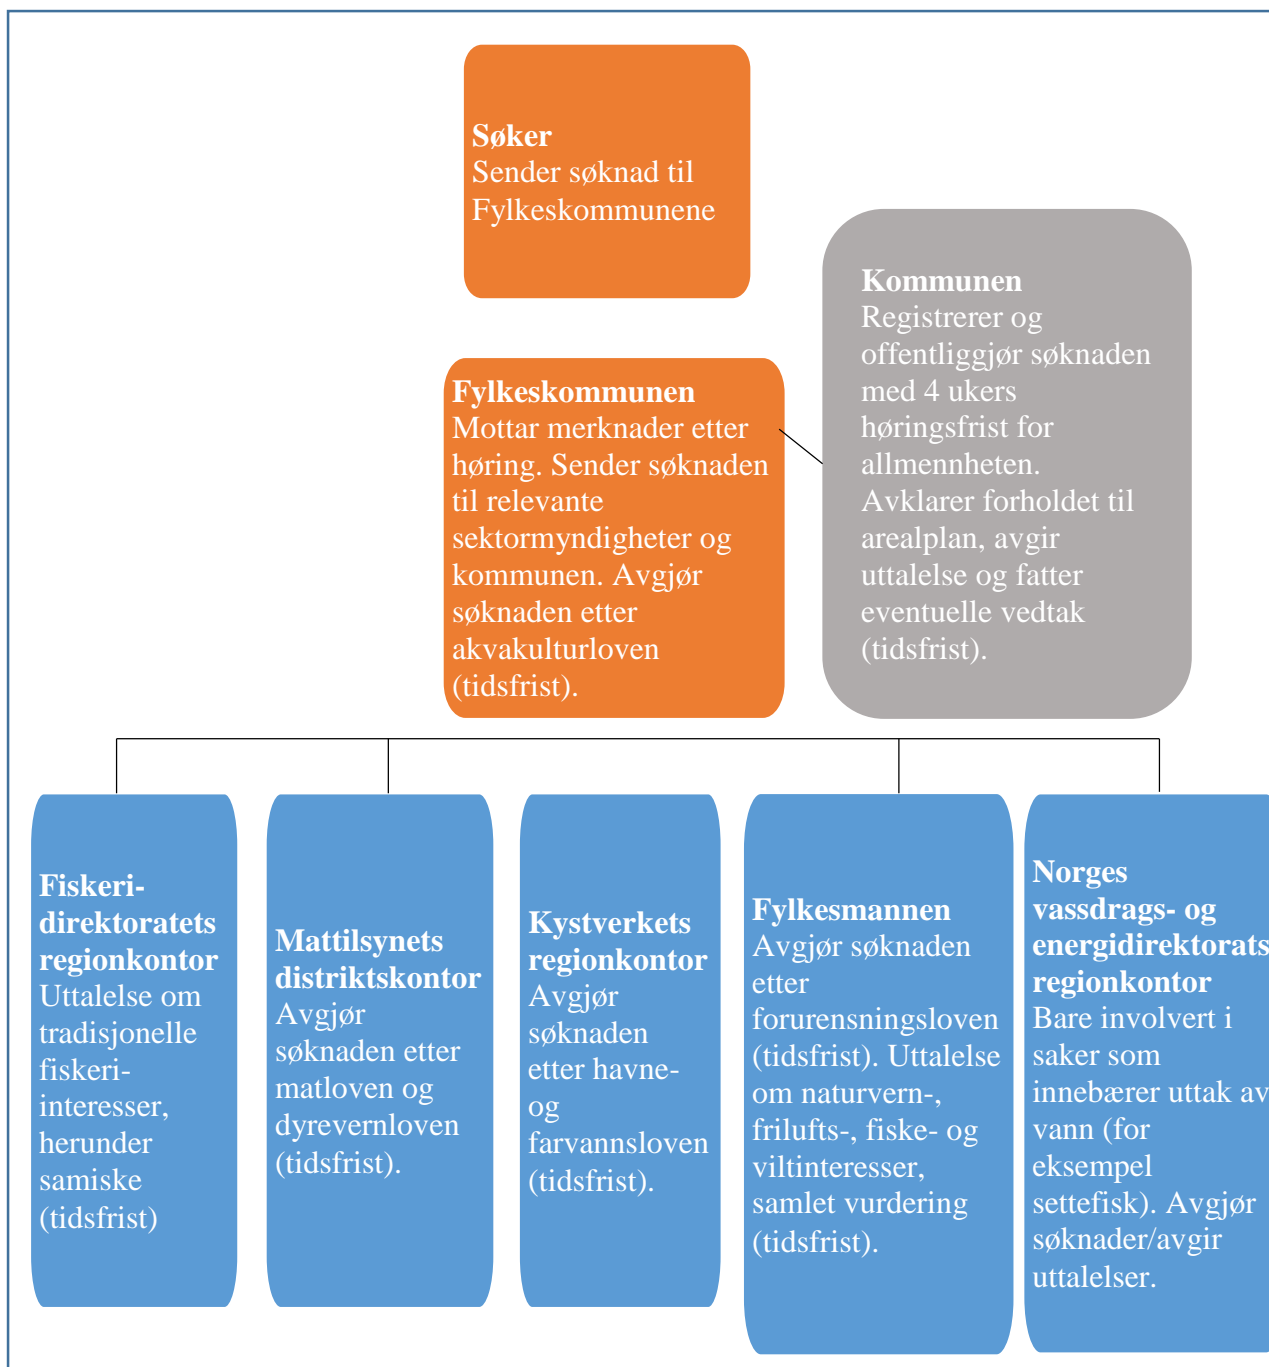 Søker
Sender søknad til
Fylkeskommunene
Kommunen
Registrerer og
offentliggjør søknaden
med 4 ukers
høringsfrist for
allmennheten.
Avklarer forholdet til
arealplan, avgir
uttalelse og fatter
eventuelle vedtak
(tidsfrist).
Fylkeskommunen
Mottar merknader etter
høring. Sender søknaden
til relevante
sektormyndigheter og
kommunen. Avgjør
søknaden etter
akvakulturloven
(tidsfrist).
Fiskeri-
direktoratets
regionkontor
Uttalelse om
tradisjonelle
fiskeri-
interesser,
herunder
samiske
(tidsfrist)
Mattilsynets
distriktskontor
Avgjør
søknaden etter
matloven og
dyrevernloven
(tidsfrist).
Kystverkets
regionkontor
Avgjør
søknaden
etter havne-
og
farvannsloven
(tidsfrist).
Fylkesmannen
Avgjør søknaden
etter
forurensningsloven
(tidsfrist). Uttalelse
om naturvern-,
frilufts-, fiske- og
viltinteresser,
samlet vurdering
(tidsfrist).
Norges
vassdrags- og
energidirektorats
regionkontor
Bare involvert i
saker som
innebærer uttak av
vann (for
eksempel
settefisk). Avgjør
søknader/avgir
uttalelser.